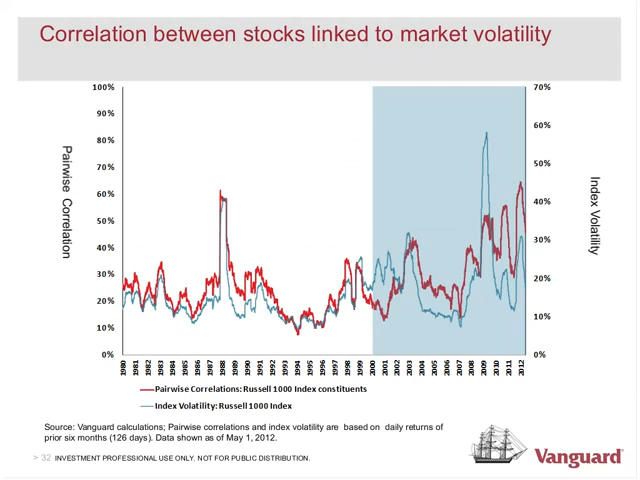 Correlation between stocks linked to market volatility
100%
90%
80%
70%
60%
50%
40%
30%
20%
10%
0%
Pairwise Correlation
70%
60%
50%
40%
30%
20%
10%
0%
Index Volatility
1980 1981 1982 1983 1984 1985 1986 1987 1988 1989 1990 1991 1992 1993 1994 1995 1996 1997 1998 1999 2000 2001 2002 2003 2004 2005 2006 2007 2008 2009 2010 2011 2012
Pairwise Correlations: Russell 1000 Index constituents
Index Volatility: Russell 1000 Index
Source: Vanguard calculations; Pairwise correlations and index volatility are based on daily returns of
prior six months (126 days). Data shown as of May 1, 2012.
> 32 INVESTMENT PROFESSIONAL USE ONLY. NOT FOR PUBLIC DISTRIBUTION.
Vanguard®